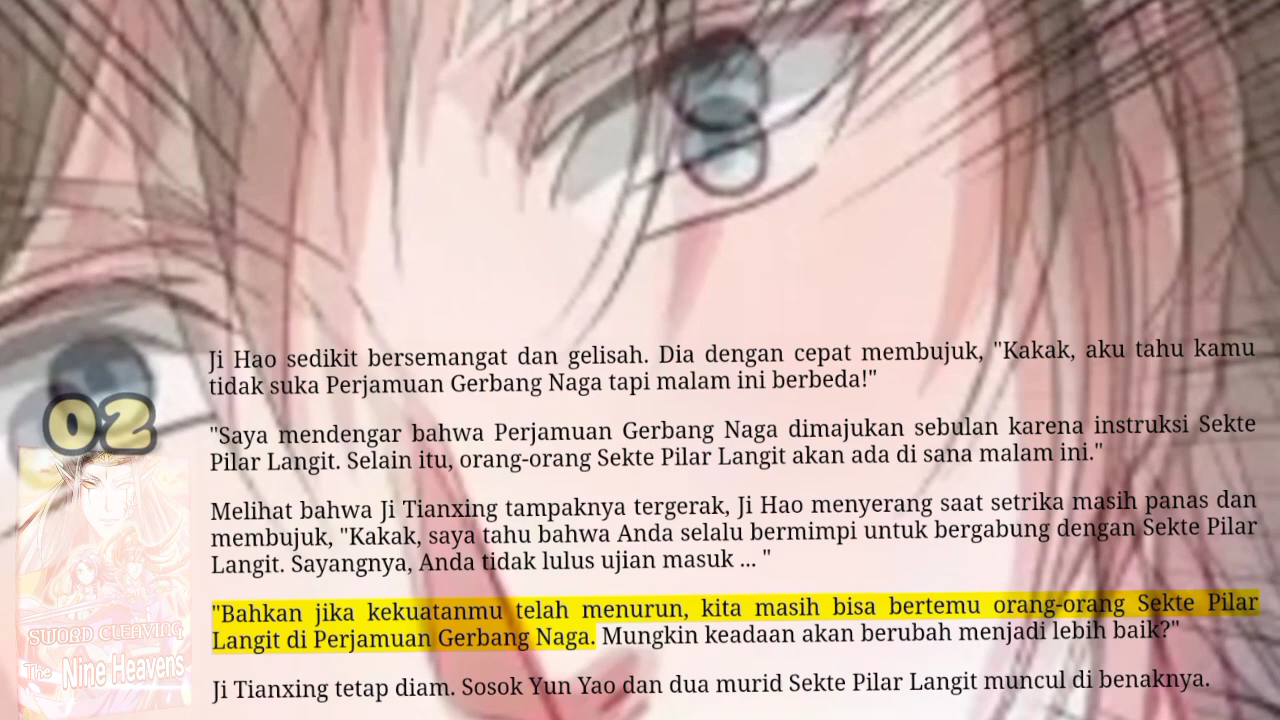 Ji Hao sedikit bersemangat dan gelisah. Dia dengan cepat membujuk, "Kakak, aku tahu kamu
tidak suka Perjamuan Gerbang Naga tapi malam ini berbeda!"
"Saya mendengar bahwa Perjamuan Gerbang Naga dimajukan sebulan karena instruksi Sekte
Pilar Langit. Selain itu, orang-orang Sekte Pilar Langit akan ada di sana malam ini."
Melihat bahwa Ji Tianxing tampaknya tergerak, Ji Hao menyerang saat setrika masih panas dan
membujuk, "Kakak, saya tahu bahwa Anda selalu bermimpi untuk bergabung dengan Sekte Pilar
Langit. Sayangnya, Anda tidak lulus ujian masuk ... "
"Bahkan jika kekuatanmu telah menurun, kita masih bisa bertemu orang-orang Sekte Pilar
Langit di Perjamuan Gerbang Naga. Mungkin keadaan akan berubah menjadi lebih baik?"
Ji Tianxing tetap diam. Sosok Yun Yao dan dua murid Sekte Pilar Langit muncul di benaknya.
02
SWORD CLEAVING
The Nine Heavens